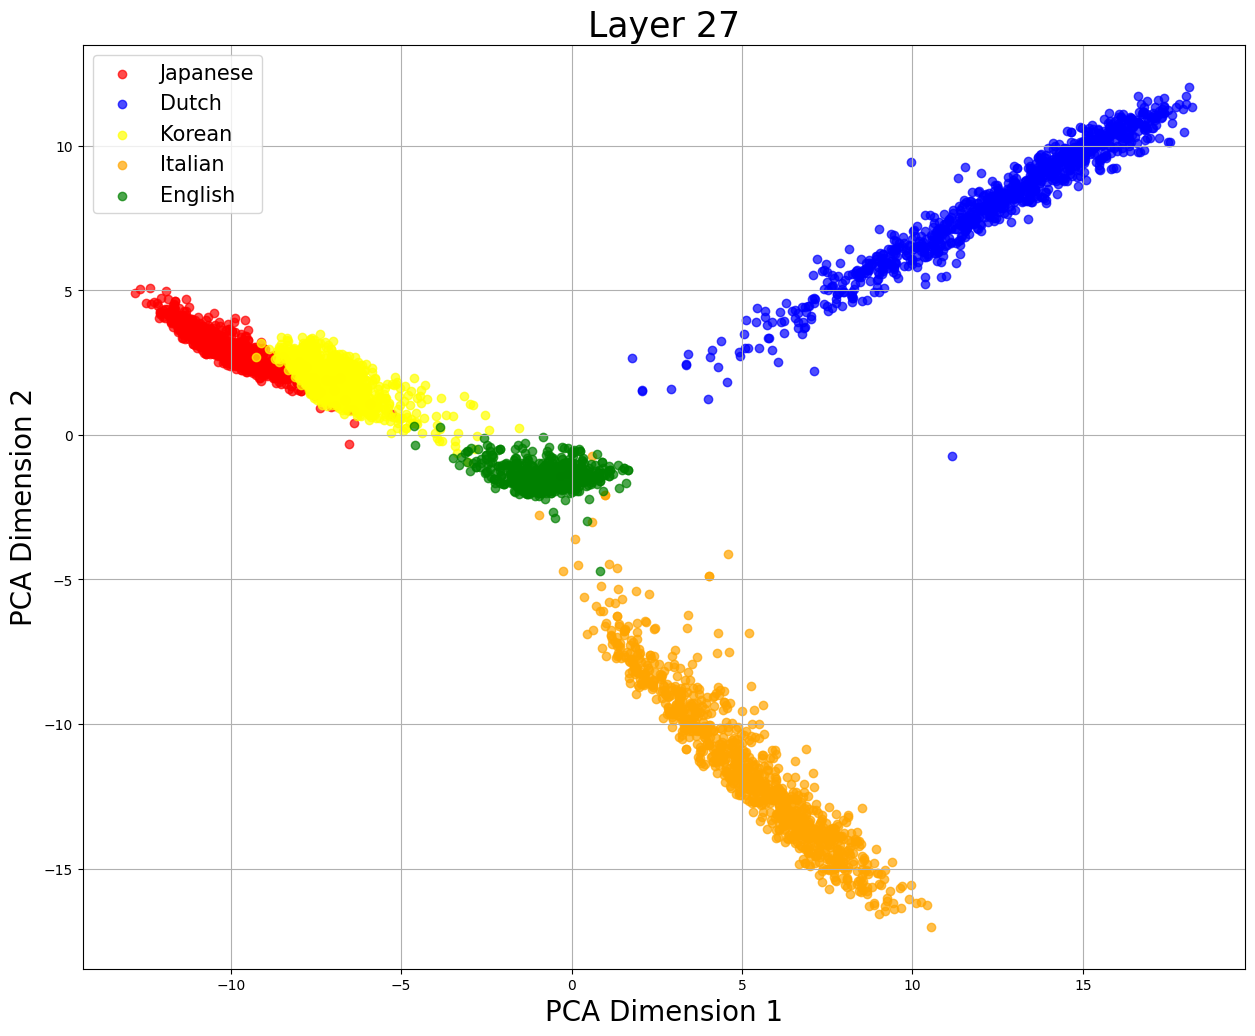 Layer 27
Japanese
Dutch
Korean
Italian
English
10
5
0
−5
−10
−15
PCA Dimension 2
−10
−5
0
5
10
15
PCA Dimension 1